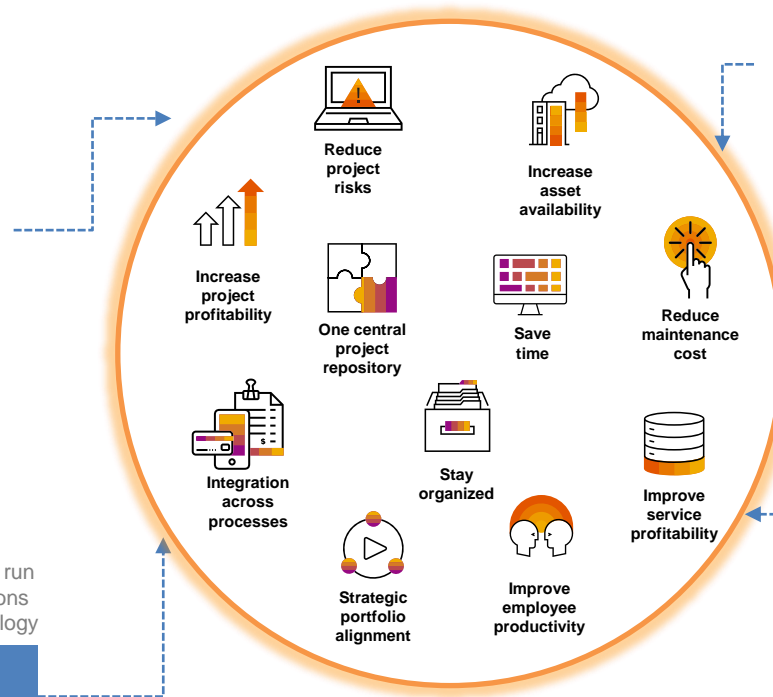 Reduce
project
risks
Increase
asset
availability
Increase
project
profitability
One central
project
repository
Save
time
Reduce
maintenance
cost
Integration
across
processes
$
Stay
organized
Improve
service
profitability
Strategic
portfolio
alignment
Improve
employee
productivity
run
ons
logy